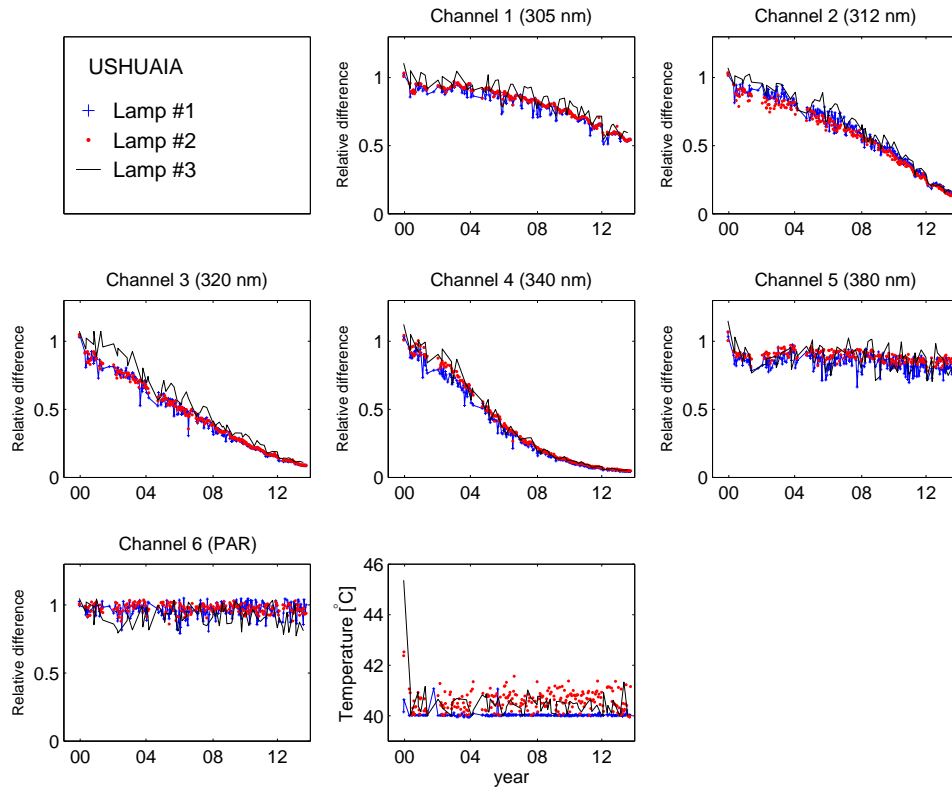 USHUAIA
Lamp #1
Lamp #2
Lamp #3
Channel 1 (305 nm)
Relative difference
1
0.5
0
00 04 08 12
Channel 2 (312 nm)
Relative difference
1
0.5
0
00 04 08 12
Channel 3 (320 nm)
Relative difference
1
0.5
0
00 04 08 12
Channel 4 (340 nm)
Relative difference
1
0.5
0
00 04 08 12
Channel 5 (380 nm)
Relative difference
1
0.5
0
00 04 08 12
Channel 6 (PAR)
Relative difference
1
0.5
0
00 04 08 12
Temperature [°C]
46
44
42
40
00 04 08 12
year